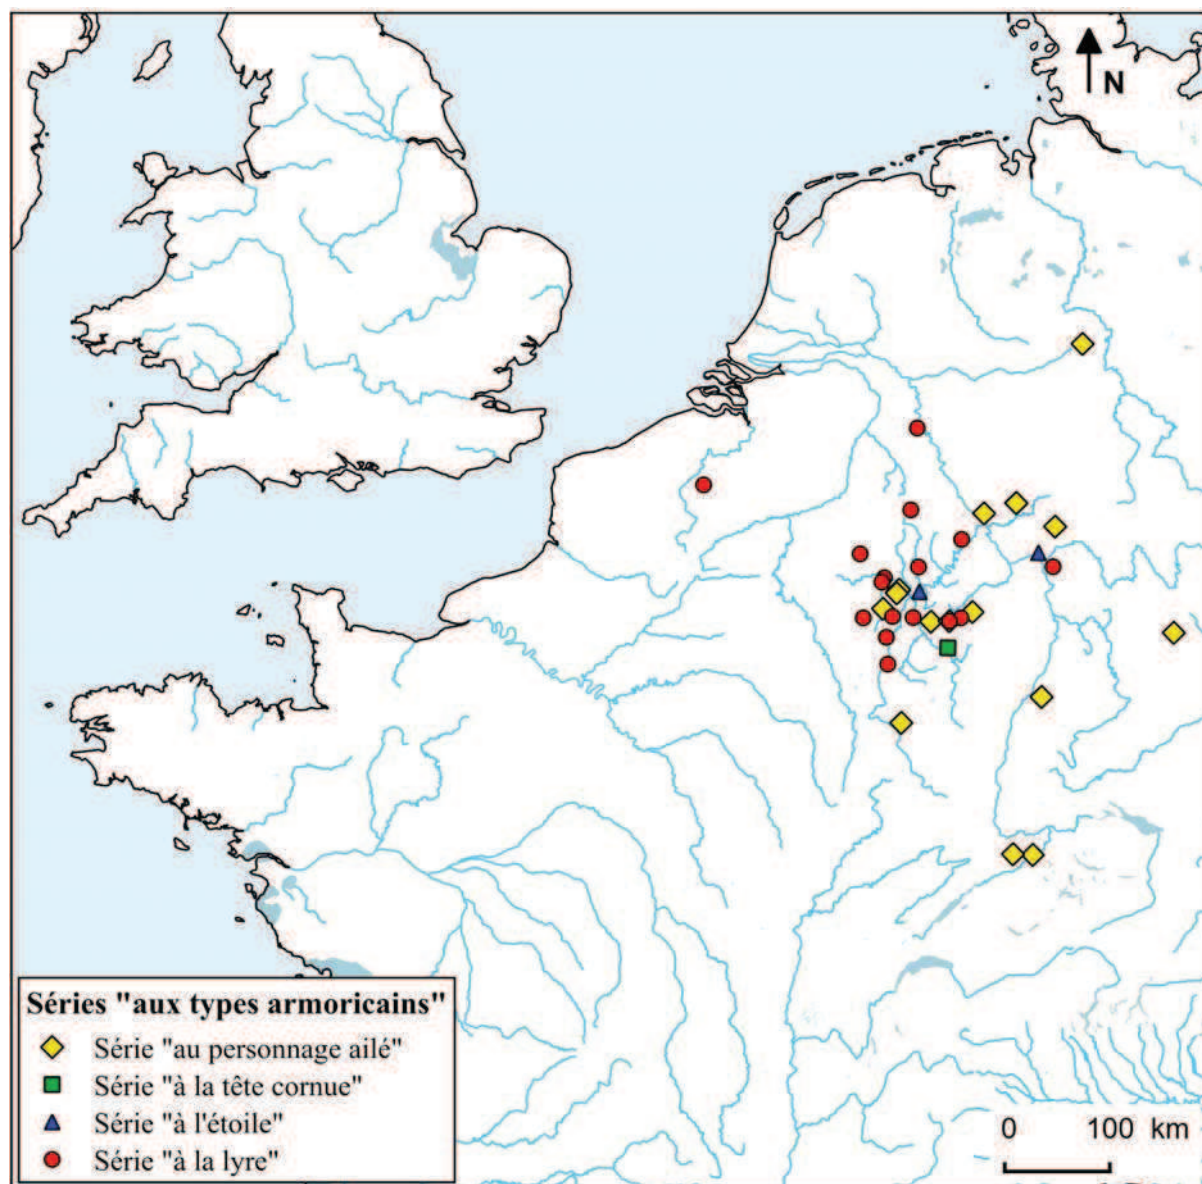 N
Séries "aux types armoricains"
Série "au personnage ailé"
Série "à la tête cornue"
Série "à l'étoile"
Série "à la lyre"
0 100 km